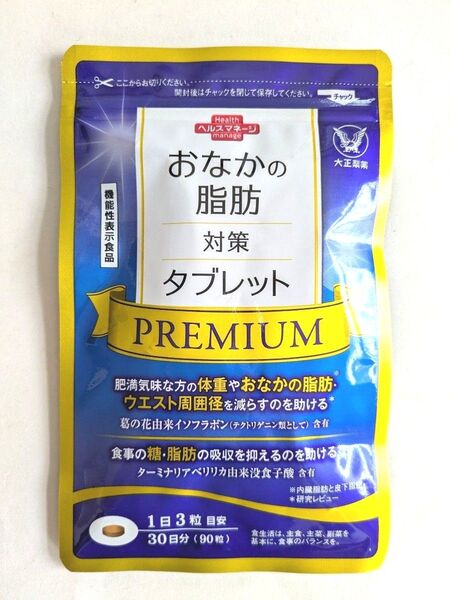 ここからお切りください。
開封後はチャックを閉じて保存してください。
チャック
Health
ヘルスマネージ
manage
大正製薬
機能性表示食品
おなかの
脂肪
対策
タブレット
PREMIUM
肥満気味な方の体重やおなかの脂肪※・
ウエスト周囲径を減らすのを助ける*
葛の花由来イソフラボン(テクトリゲニン類として)含有
食事の糖・脂肪の吸収を抑えるのを助ける*
ターミナリアベリリカ由来没食子酸 含有
※内臓脂肪と皮下脂肪
*研究レビュー
1日3粒 目安
30日分(90粒)
食生活は、主食、主菜、副菜を
基本に、食事のバランスを。